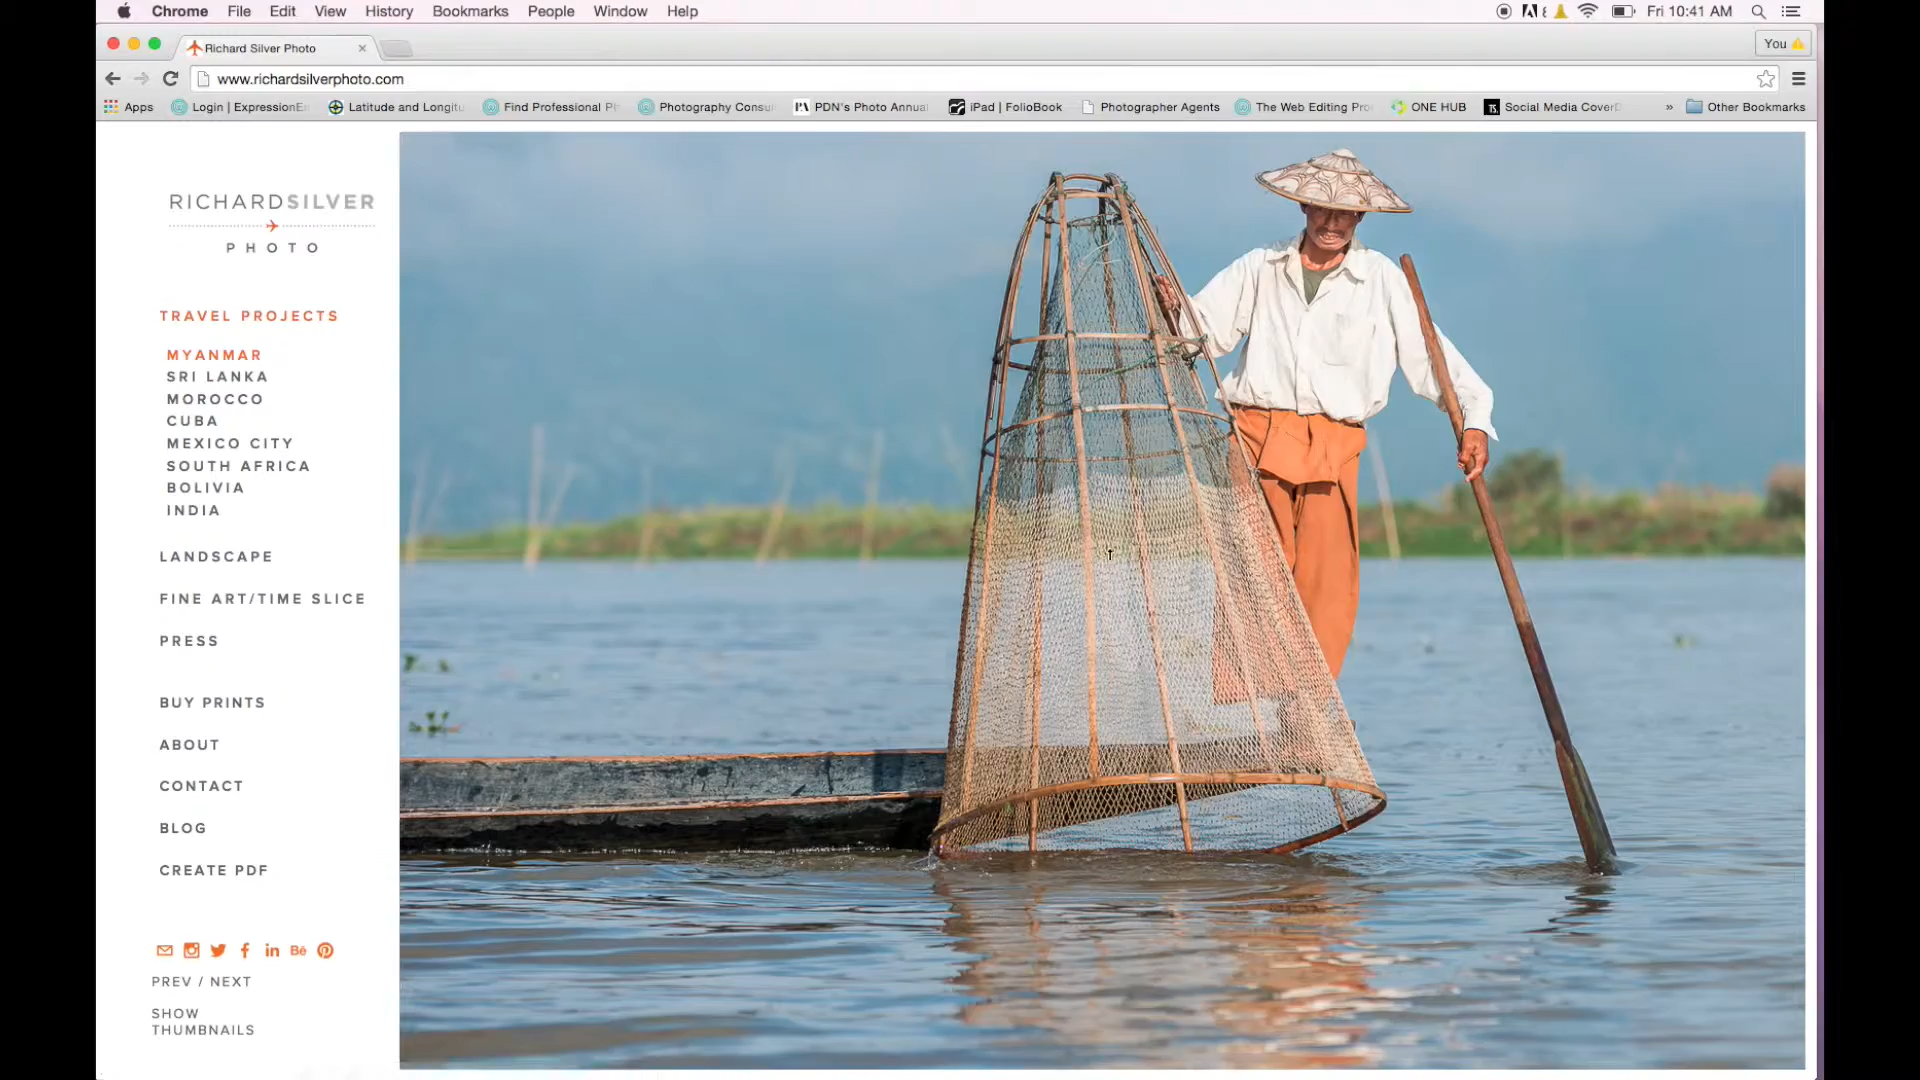 Chrome File Edit View History Bookmarks People Window Help Fri 10:41 AM
Richard Silver Photo You
www.richardsilverphoto.com
Apps Login | ExpressionE Latitude and Longitu Find Professional P Photography Consu PDN's Photo Annua iPad | FolioBook Photographer Agents The Web Editing Pro ONE HUB Social Media Cover » Other Bookmarks
RICHARDSILVER
PHOTO
TRAVEL PROJECTS
MYANMAR
SRI LANKA
MOROCCO
CUBA
MEXICO CITY
SOUTH AFRICA
BOLIVIA
INDIA
LANDSCAPE
FINE ART/TIME SLICE
PRESS
BUY PRINTS
ABOUT
CONTACT
BLOG
CREATE PDF
PREV / NEXT
SHOW
THUMBNAILS